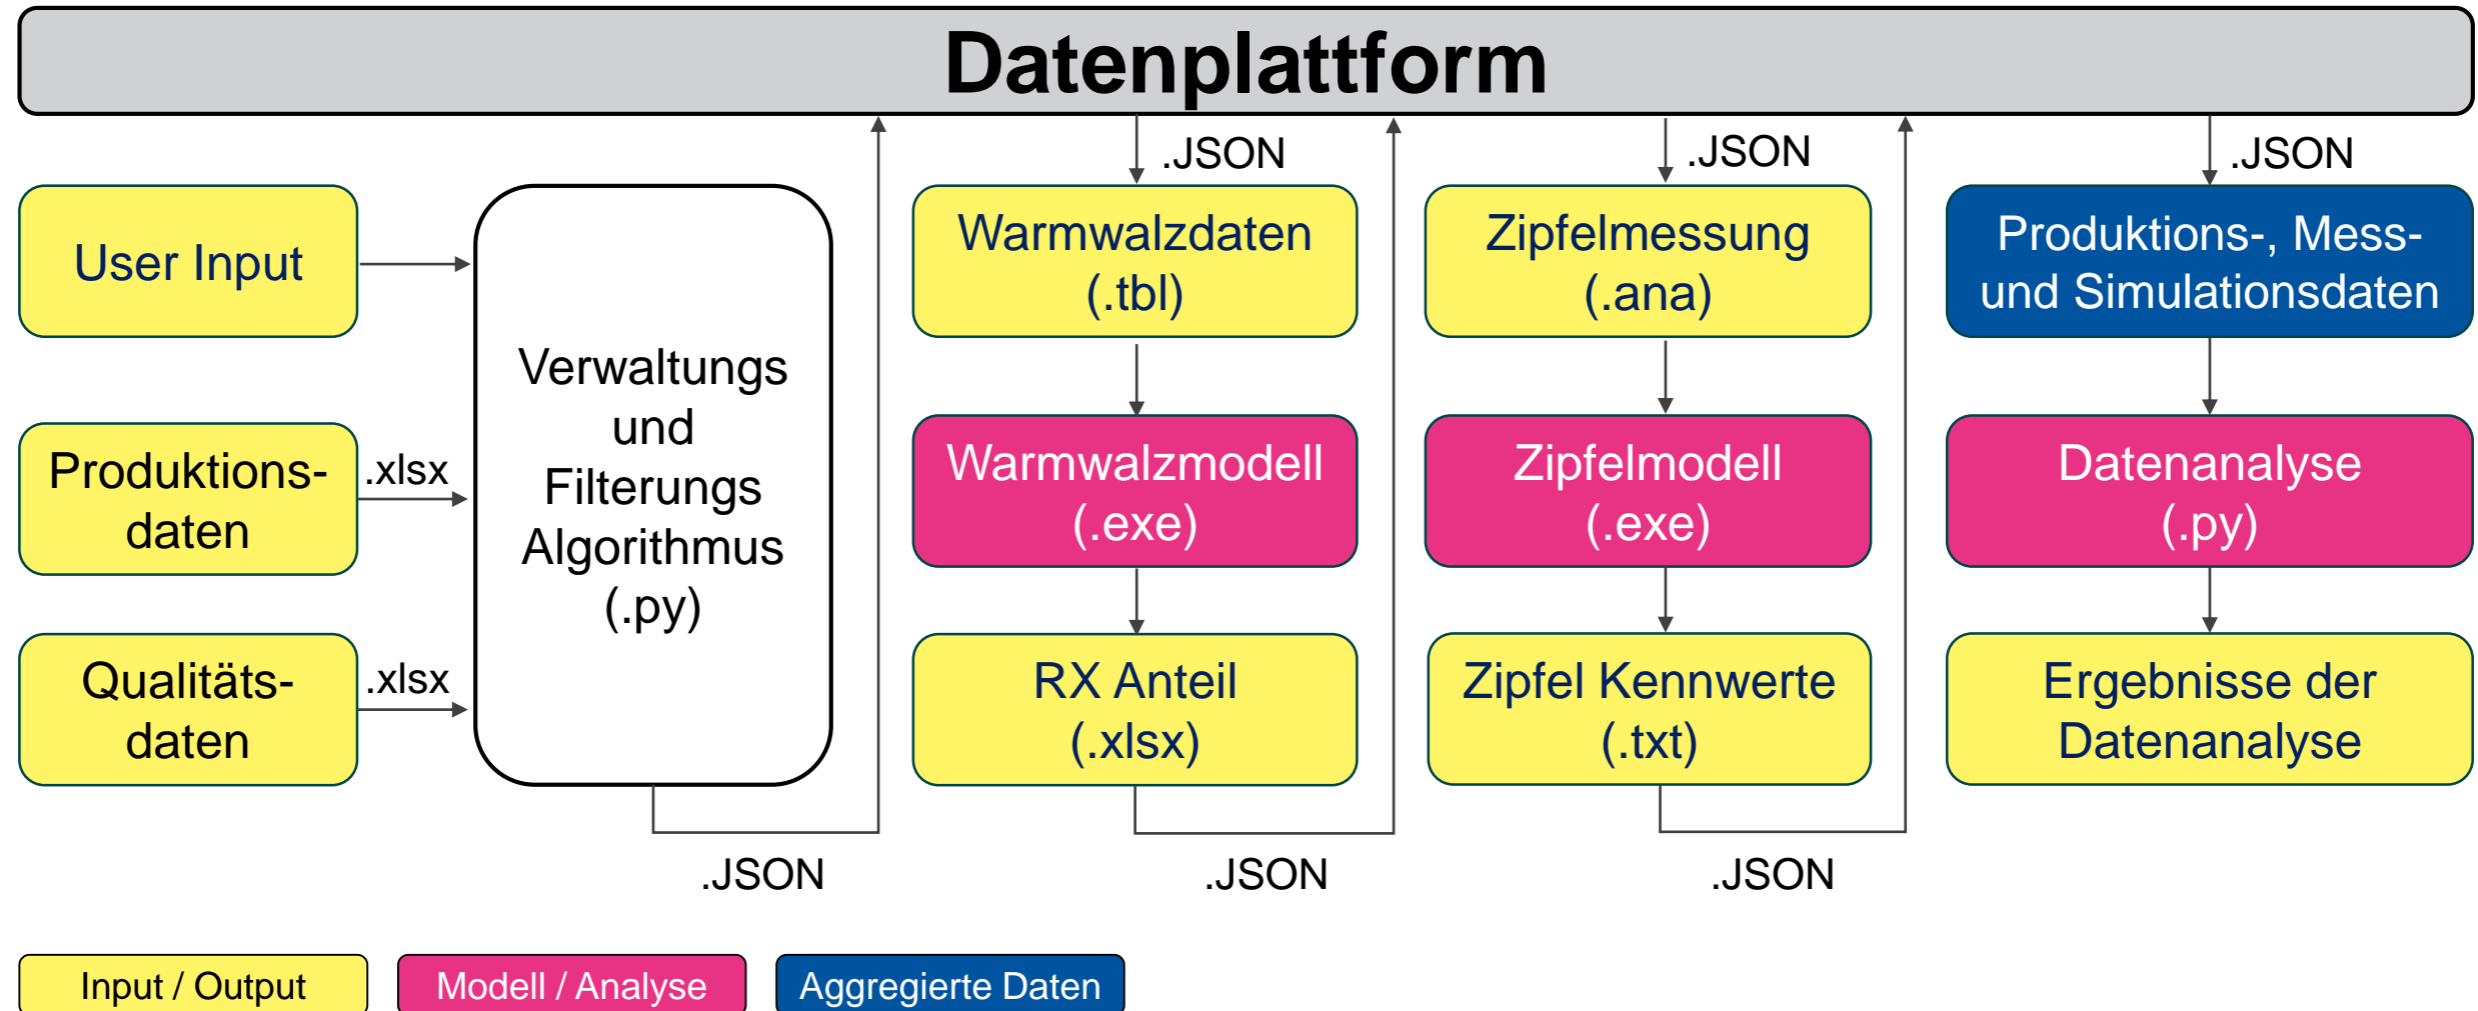 Datenplattform
.JSON
.JSON
.JSON
User Input
Produktions-
daten
.xlsx
Qualitäts-
daten
.xlsx
Verwaltungs
und
Filterungs
Algorithmus
(.py)
.JSON
Warmwalzdaten
(.tbl)
Warmwalzmodell
(.exe)
RX Anteil
(.xlsx)
.JSON
Zipfelmessung
(.ana)
Zipfelmodell
(.exe)
Zipfel Kennwerte
(.txt)
.JSON
Produktions-, Mess-
und Simulationsdaten
Datenanalyse
(.py)
Ergebnisse der
Datenanalyse
Input / Output
Modell / Analyse
Aggregierte Daten